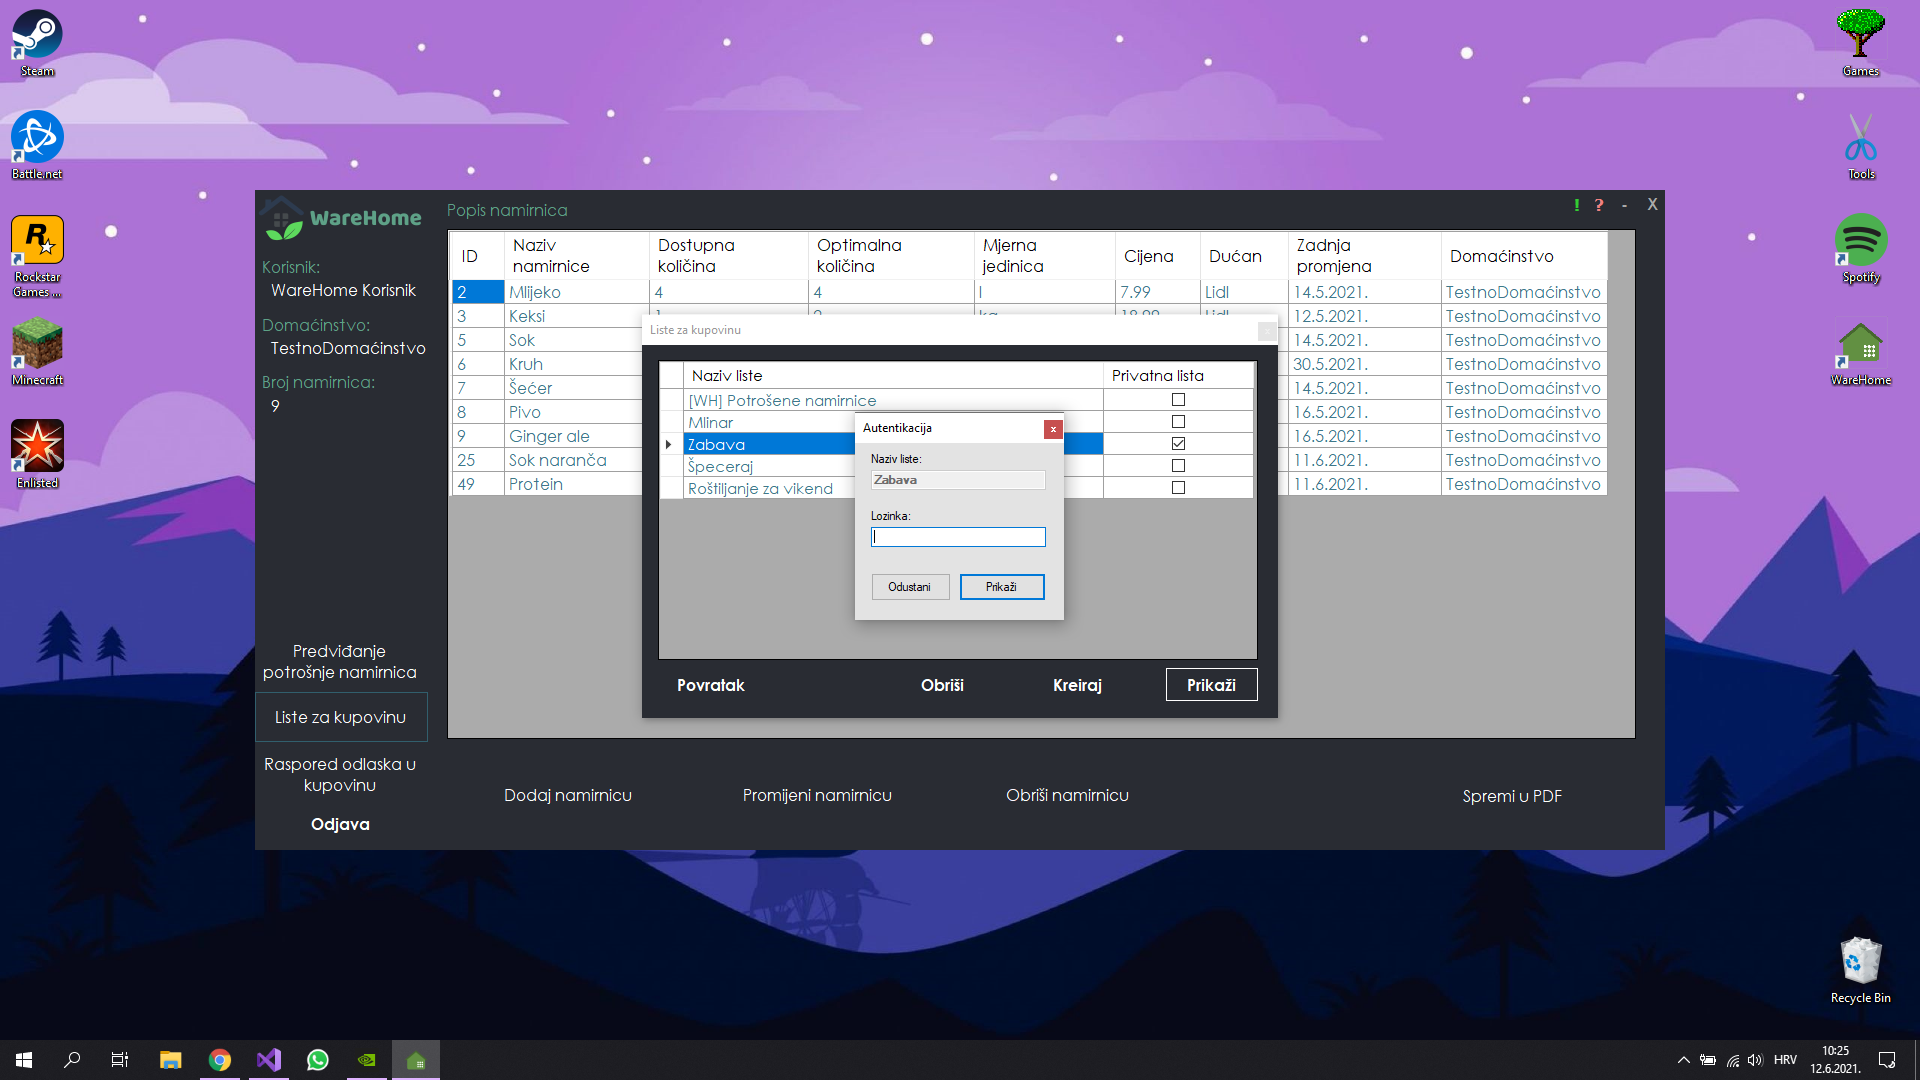 Steam
Battle.net
Rockstar
Games ...
Minecraft
Enlisted
Games
Tools
Spotify
WareHome
Recycle Bin
WareHome
Korisnik:
WareHome Korisnik
Domaćinstvo:
TestnoDomaćinstvo
Broj namirnica:
9
Predviđanje
potrošnje namirnica
Liste za kupovinu
Raspored odlaska u
kupovinu
Odjava
Popis namirnica
! ? - X
ID Naziv namirnice Dostupna količina Optimalna količina Mjerna jedinica Cijena Dućan Zadnja promjena Domaćinstvo
2 Mlijeko 4 4 l 7.99 Lidl 14.5.2021. TestnoDomaćinstvo
3 Keksi 12.5.2021. TestnoDomaćinstvo
5 Sok 14.5.2021. TestnoDomaćinstvo
6 Kruh 30.5.2021. TestnoDomaćinstvo
7 Šećer 14.5.2021. TestnoDomaćinstvo
8 Pivo 16.5.2021. TestnoDomaćinstvo
9 Ginger ale 16.5.2021. TestnoDomaćinstvo
25 Sok naranča 11.6.2021. TestnoDomaćinstvo
49 Protein 11.6.2021. TestnoDomaćinstvo
Liste za kupovinu
Naziv liste Privatna lista
[WH] Potrošene namirnice
Mlinar
Zabava
Špeceraj
Roštiljanje za vikend
Povratak Obriši Kreiraj Prikaži
Autentikacija x
Naziv liste:
Zabava
Lozinka:
Odustani Prikaži
Dodaj namirnicu Promijeni namirnicu Obriši namirnicu Spremi u PDF
HRV
10:25
12.6.2021.